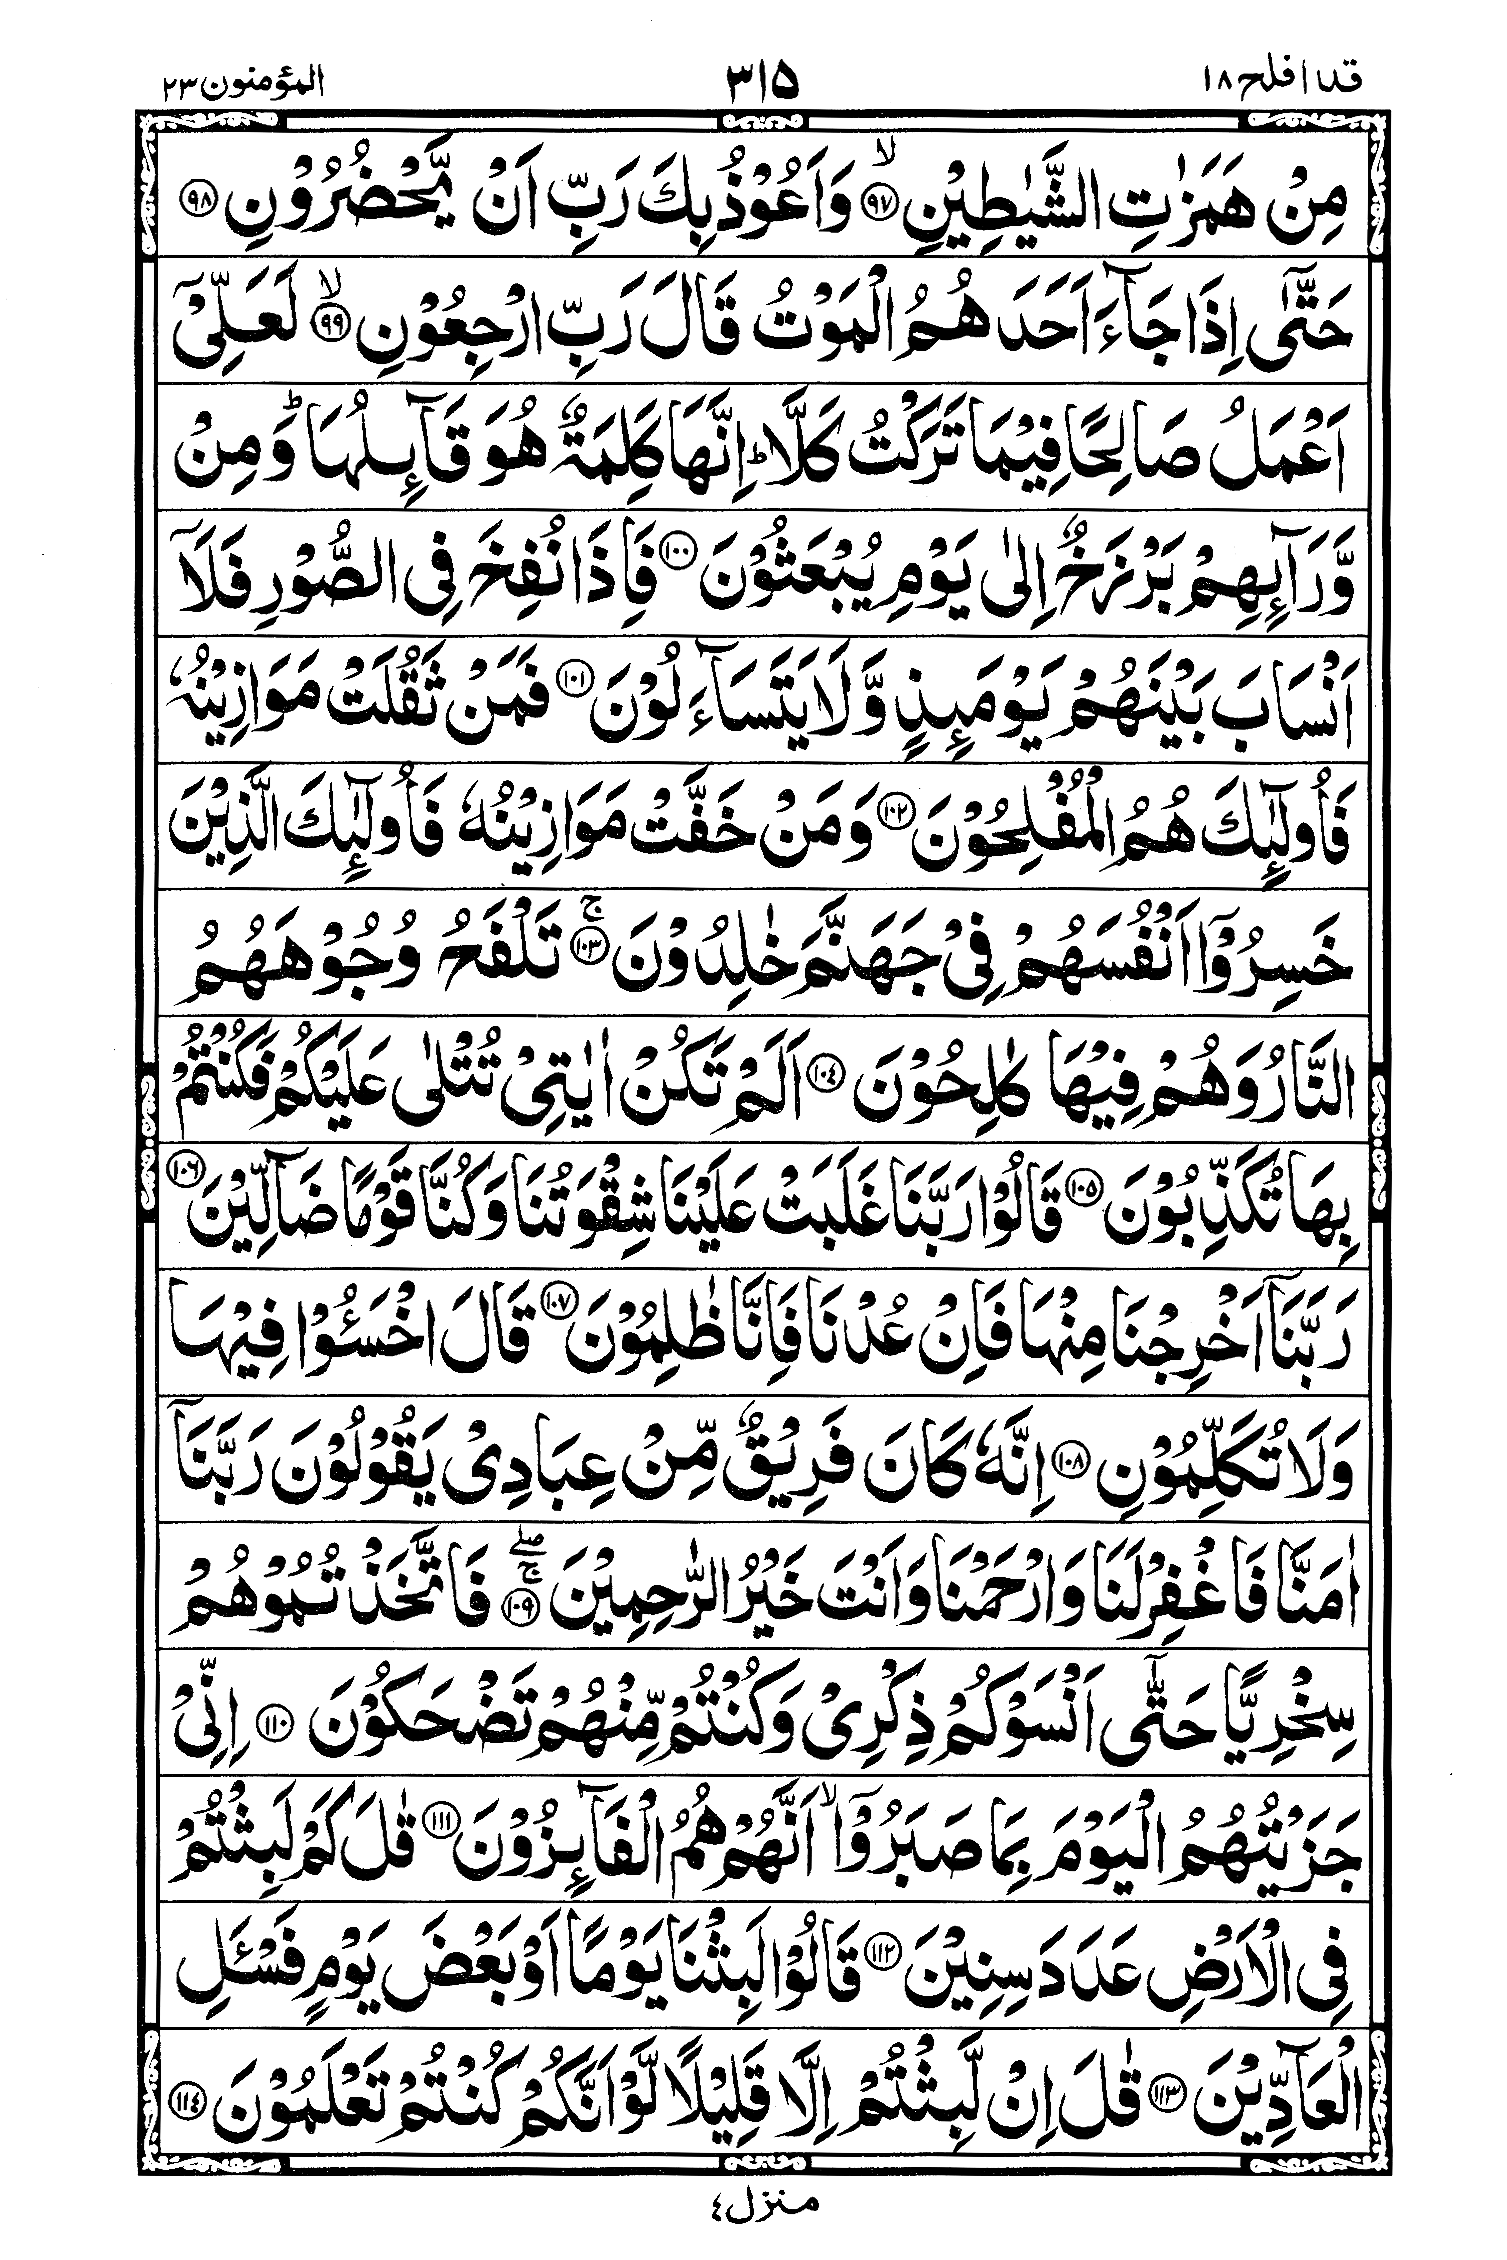 قد افلح ١٨
٣١٥
المؤمنون ٢٣
مِنْ هَمَزٰتِ الشَّيٰطِيْنِ ﴿٩٧﴾ۙ وَاَعُوْذُ بِكَ رَبِّ اَنْ يَّحْضُرُوْنِ ﴿٩٨﴾
حَتّٰۤى اِذَا جَآءَ اَحَدَهُمُ الْمَوْتُ قَالَ رَبِّ ارْجِعُوْنِ ﴿٩٩﴾ۙ لَعَلِّىْۤ
اَعْمَلُ صَالِحًا فِيْمَا تَرَكْتُ كَلَّا ؕ اِنَّهَا كَلِمَةٌ هُوَ قَآئِلُهَا ؕ وَمِنْ
وَّرَآئِهِمْ بَرْزَخٌ اِلٰى يَوْمِ يُبْعَثُوْنَ ﴿١٠٠﴾ فَاِذَا نُفِخَ فِى الصُّوْرِ فَلَاۤ
اَنْسَابَ بَيْنَهُمْ يَوْمَئِذٍ وَّلَا يَتَسَآءَلُوْنَ ﴿١٠١﴾ فَمَنْ ثَقُلَتْ مَوَازِيْنُهٗ
فَاُولٰٓئِكَ هُمُ الْمُفْلِحُوْنَ ﴿١٠٢﴾ وَمَنْ خَفَّتْ مَوَازِيْنُهٗ فَاُولٰٓئِكَ الَّذِيْنَ
خَسِرُوْۤا اَنْفُسَهُمْ فِىْ جَهَنَّمَ خٰلِدُوْنَ ﴿١٠٣﴾ۚ تَلْفَحُ وُجُوْهَهُمُ
النَّارُ وَهُمْ فِيْهَا كٰلِحُوْنَ ﴿١٠٤﴾ اَلَمْ تَكُنْ اٰيٰتِىْ تُتْلٰى عَلَيْكُمْ فَكُنْتُمْ
بِهَا تُكَذِّبُوْنَ ﴿١٠٥﴾ قَالُوْا رَبَّنَا غَلَبَتْ عَلَيْنَا شِقْوَتُنَا وَكُنَّا قَوْمًا ضَآلِّيْنَ ﴿١٠٦﴾
رَبَّنَاۤ اَخْرِجْنَا مِنْهَا فَاِنْ عُدْنَا فَاِنَّا ظٰلِمُوْنَ ﴿١٠٧﴾ قَالَ اخْسَئُوْا فِيْهَا
وَلَا تُكَلِّمُوْنِ ﴿١٠٨﴾ اِنَّهٗ كَانَ فَرِيْقٌ مِّنْ عِبَادِىْ يَقُوْلُوْنَ رَبَّنَاۤ
اٰمَنَّا فَاغْفِرْ لَنَا وَارْحَمْنَا وَاَنْتَ خَيْرُ الرّٰحِمِيْنَ ﴿١٠٩﴾ۚۖ فَاتَّخَذْتُمُوْهُمْ
سِخْرِيًّا حَتّٰۤى اَنْسَوْكُمْ ذِكْرِىْ وَكُنْتُمْ مِّنْهُمْ تَضْحَكُوْنَ ﴿١١٠﴾ اِنِّىْ
جَزَيْتُهُمُ الْيَوْمَ بِمَا صَبَرُوْۤا ۙ اَنَّهُمْ هُمُ الْفَآئِزُوْنَ ﴿١١١﴾ قٰلَ كَمْ لَبِثْتُمْ
فِى الْاَرْضِ عَدَدَ سِنِيْنَ ﴿١١٢﴾ قَالُوْا لَبِثْنَا يَوْمًا اَوْ بَعْضَ يَوْمٍ فَسْئَلِ
الْعَآدِّيْنَ ﴿١١٣﴾ قٰلَ اِنْ لَّبِثْتُمْ اِلَّا قَلِيْلًا لَّوْ اَنَّكُمْ كُنْتُمْ تَعْلَمُوْنَ ﴿١١٤﴾
منزل ٤